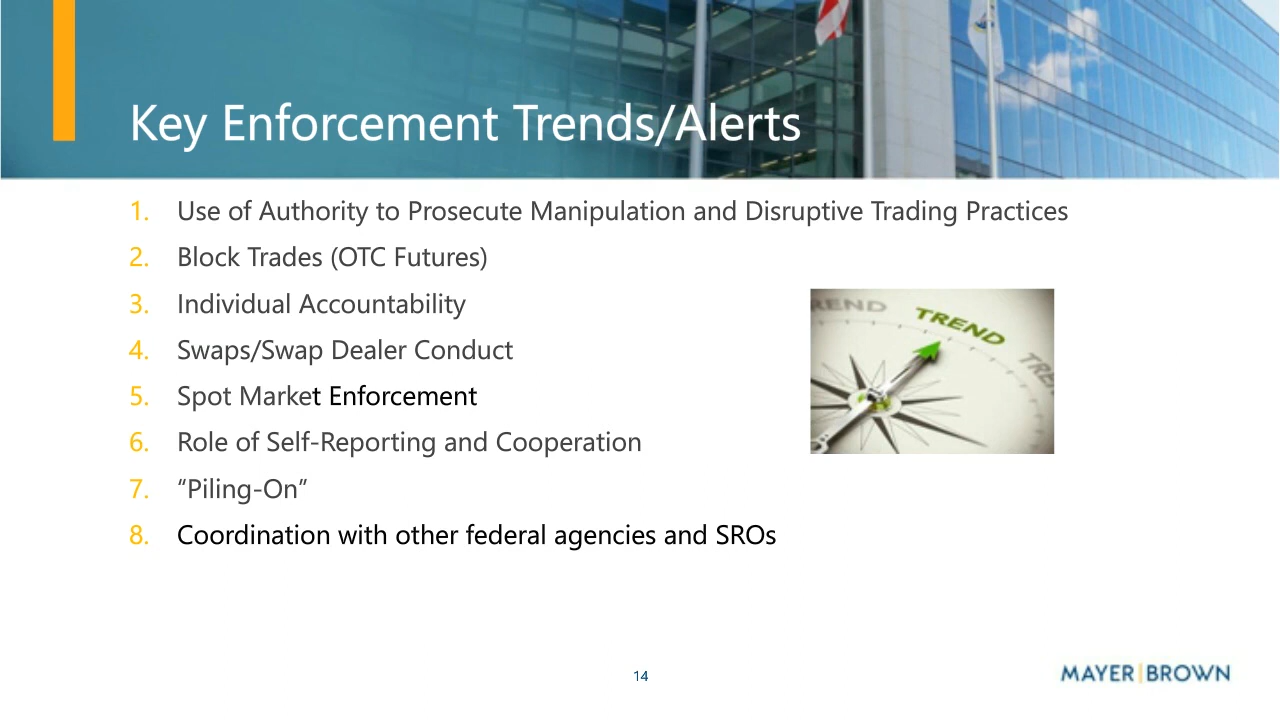 Key Enforcement Trends/Alerts
1. Use of Authority to Prosecute Manipulation and Disruptive Trading Practices
2. Block Trades (OTC Futures)
3. Individual Accountability
4. Swaps/Swap Dealer Conduct
5. Spot Market Enforcement
6. Role of Self-Reporting and Cooperation
7. “Piling-On”
8. Coordination with other federal agencies and SROs
TREND
14
MAYER|BROWN